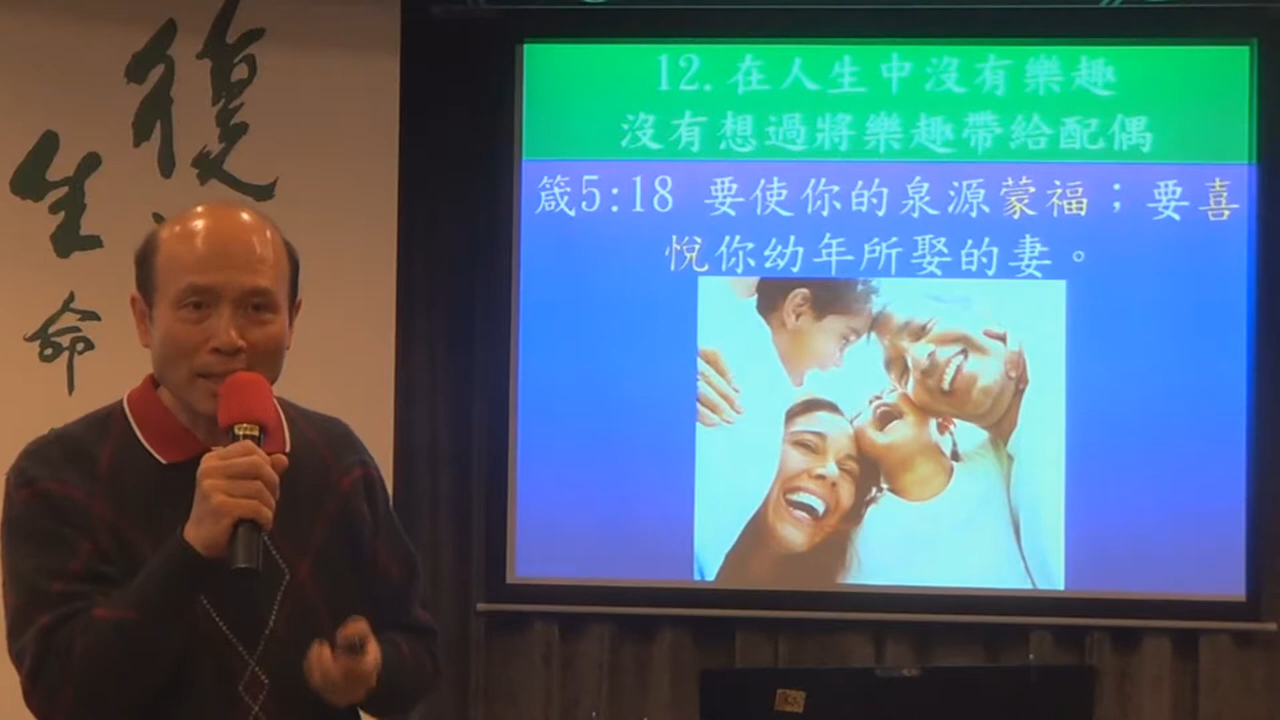 復
生
命
12.在人生中沒有樂趣
沒有想過將樂趣帶給配偶
箴5:18 要使你的泉源蒙福；要喜
悅你幼年所娶的妻。